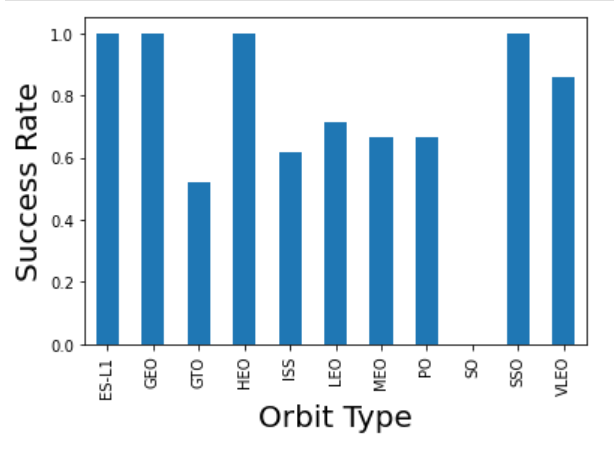 1.0
0.8
0.6
0.4
0.2
0.0
Success Rate
ES-L1
GEO
GTO
HEO
ISS
LEO
MEO
PO
SO
SSO
VLEO
Orbit Type